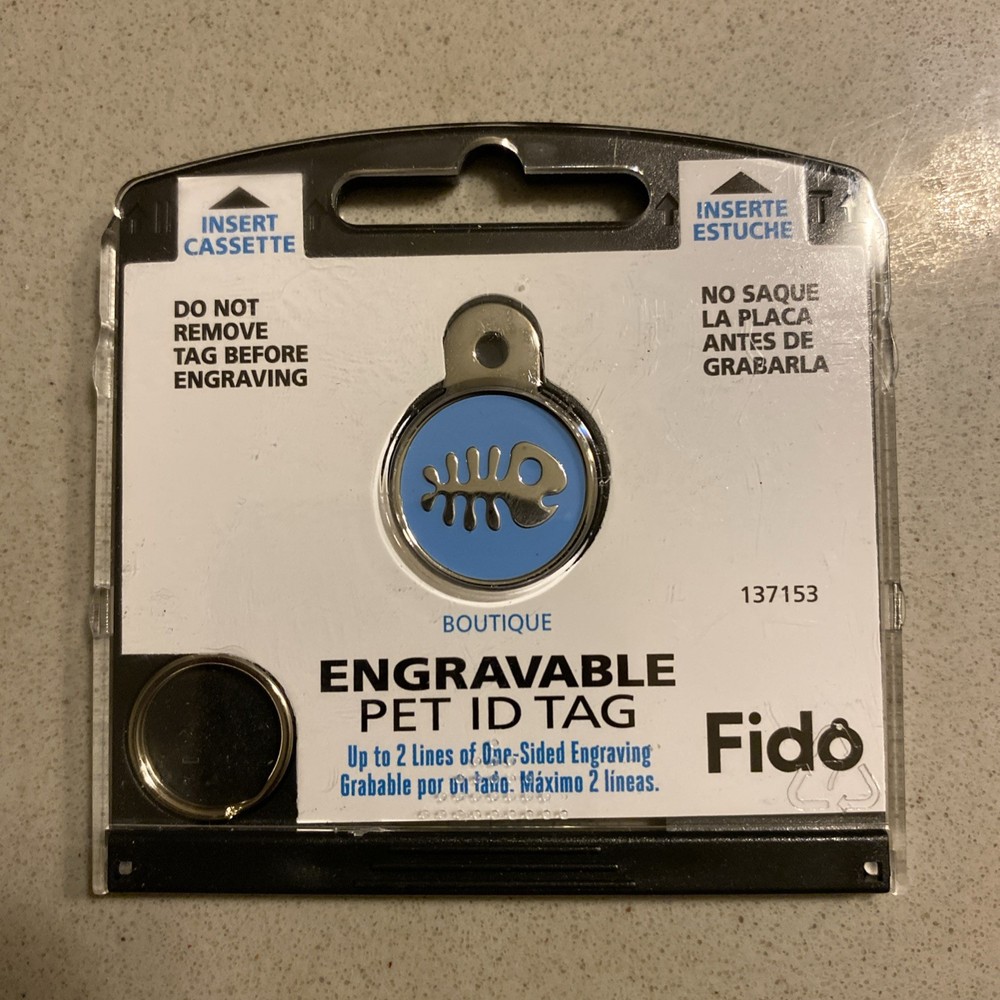 INSERT
CASSETTE
INSERTE
ESTUCHE
DO NOT
REMOVE
TAG BEFORE
ENGRAVING
NO SAQUE
LA PLACA
ANTES DE
GRABARLA
137153
BOUTIQUE
ENGRAVABLE
PET ID TAG
Up to 2 Lines of One-Sided Engraving
Grabable por un lado. Máximo 2 líneas.
Fido